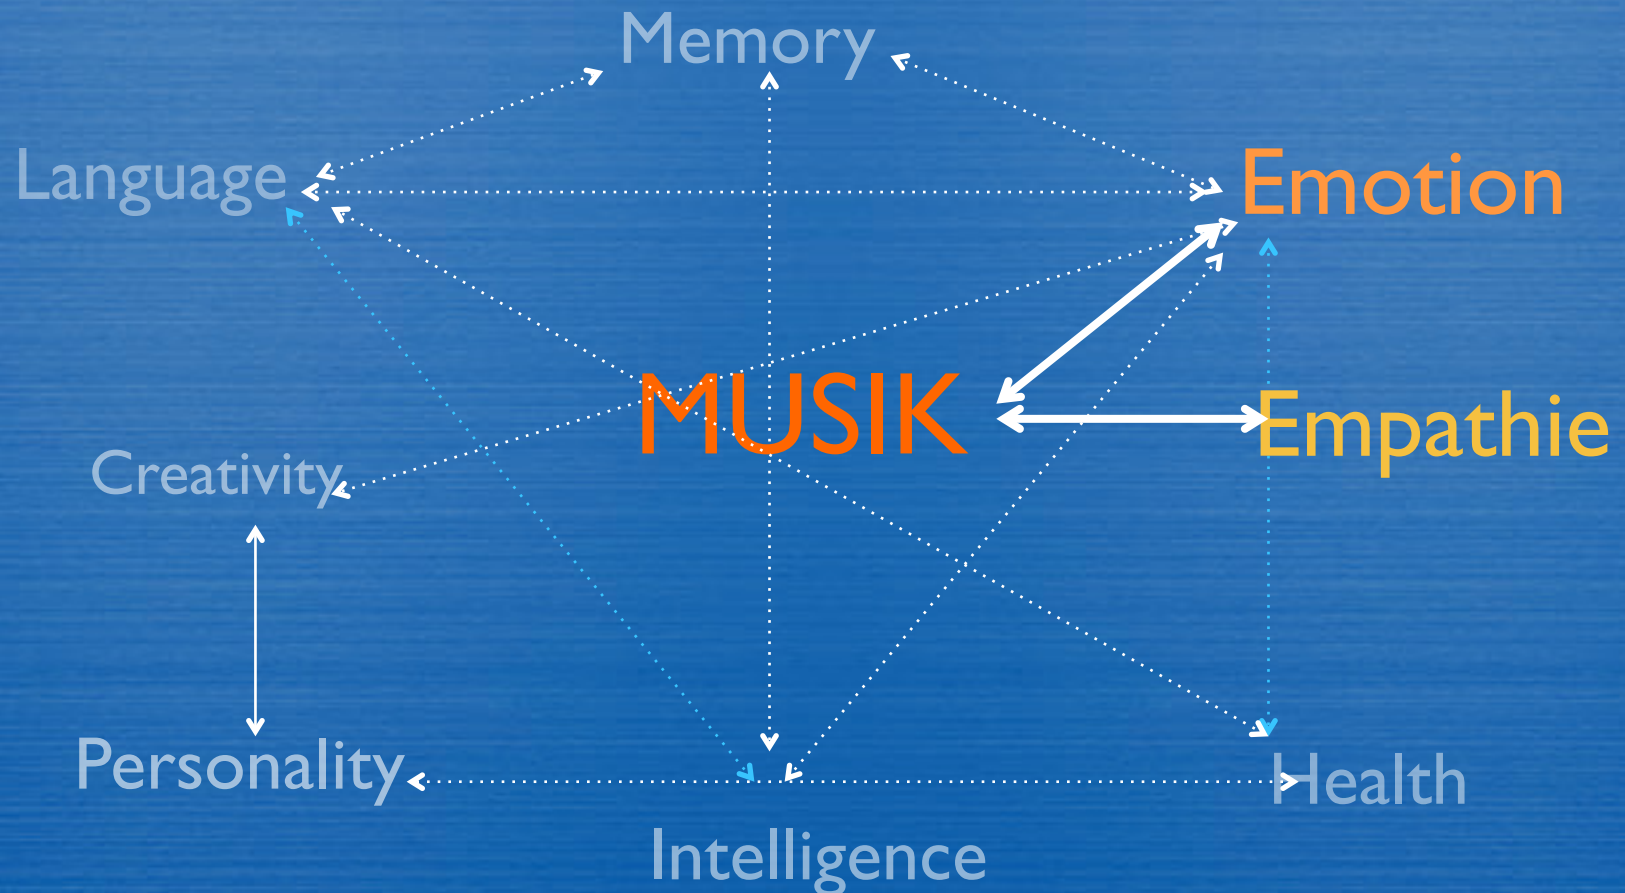 Memory
Language
Emotion
MUSIK
Empathie
Creativity
Personality
Health
Intelligence